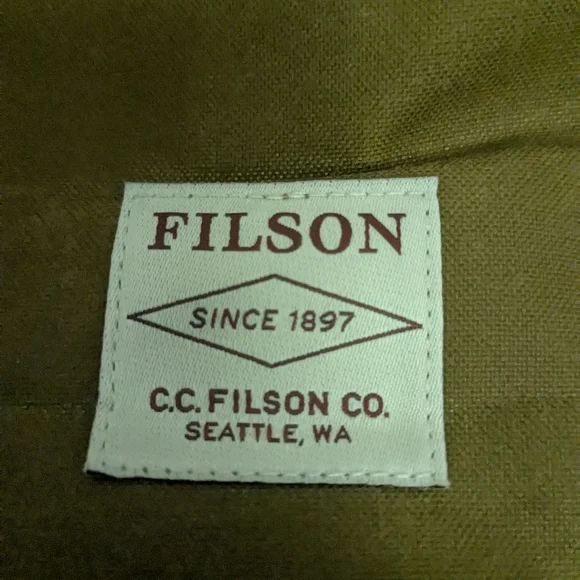 FILSON
SINCE 1897
C.C. FILSON CO.
SEATTLE, WA